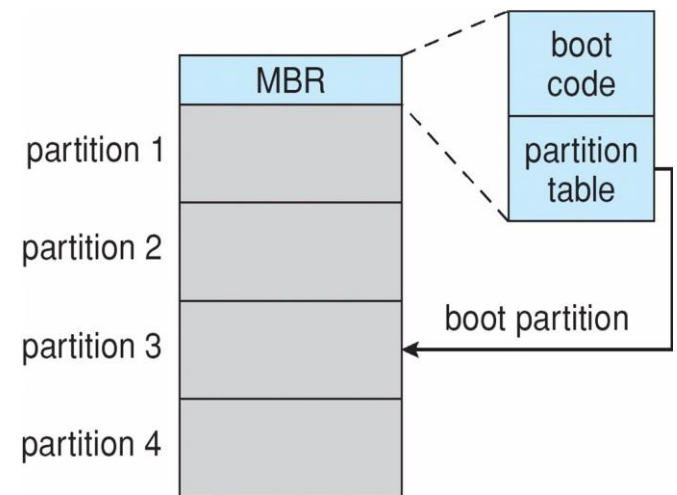 MBR
boot
code
partition
table
partition 1
partition 2
boot partition
partition 3
partition 4